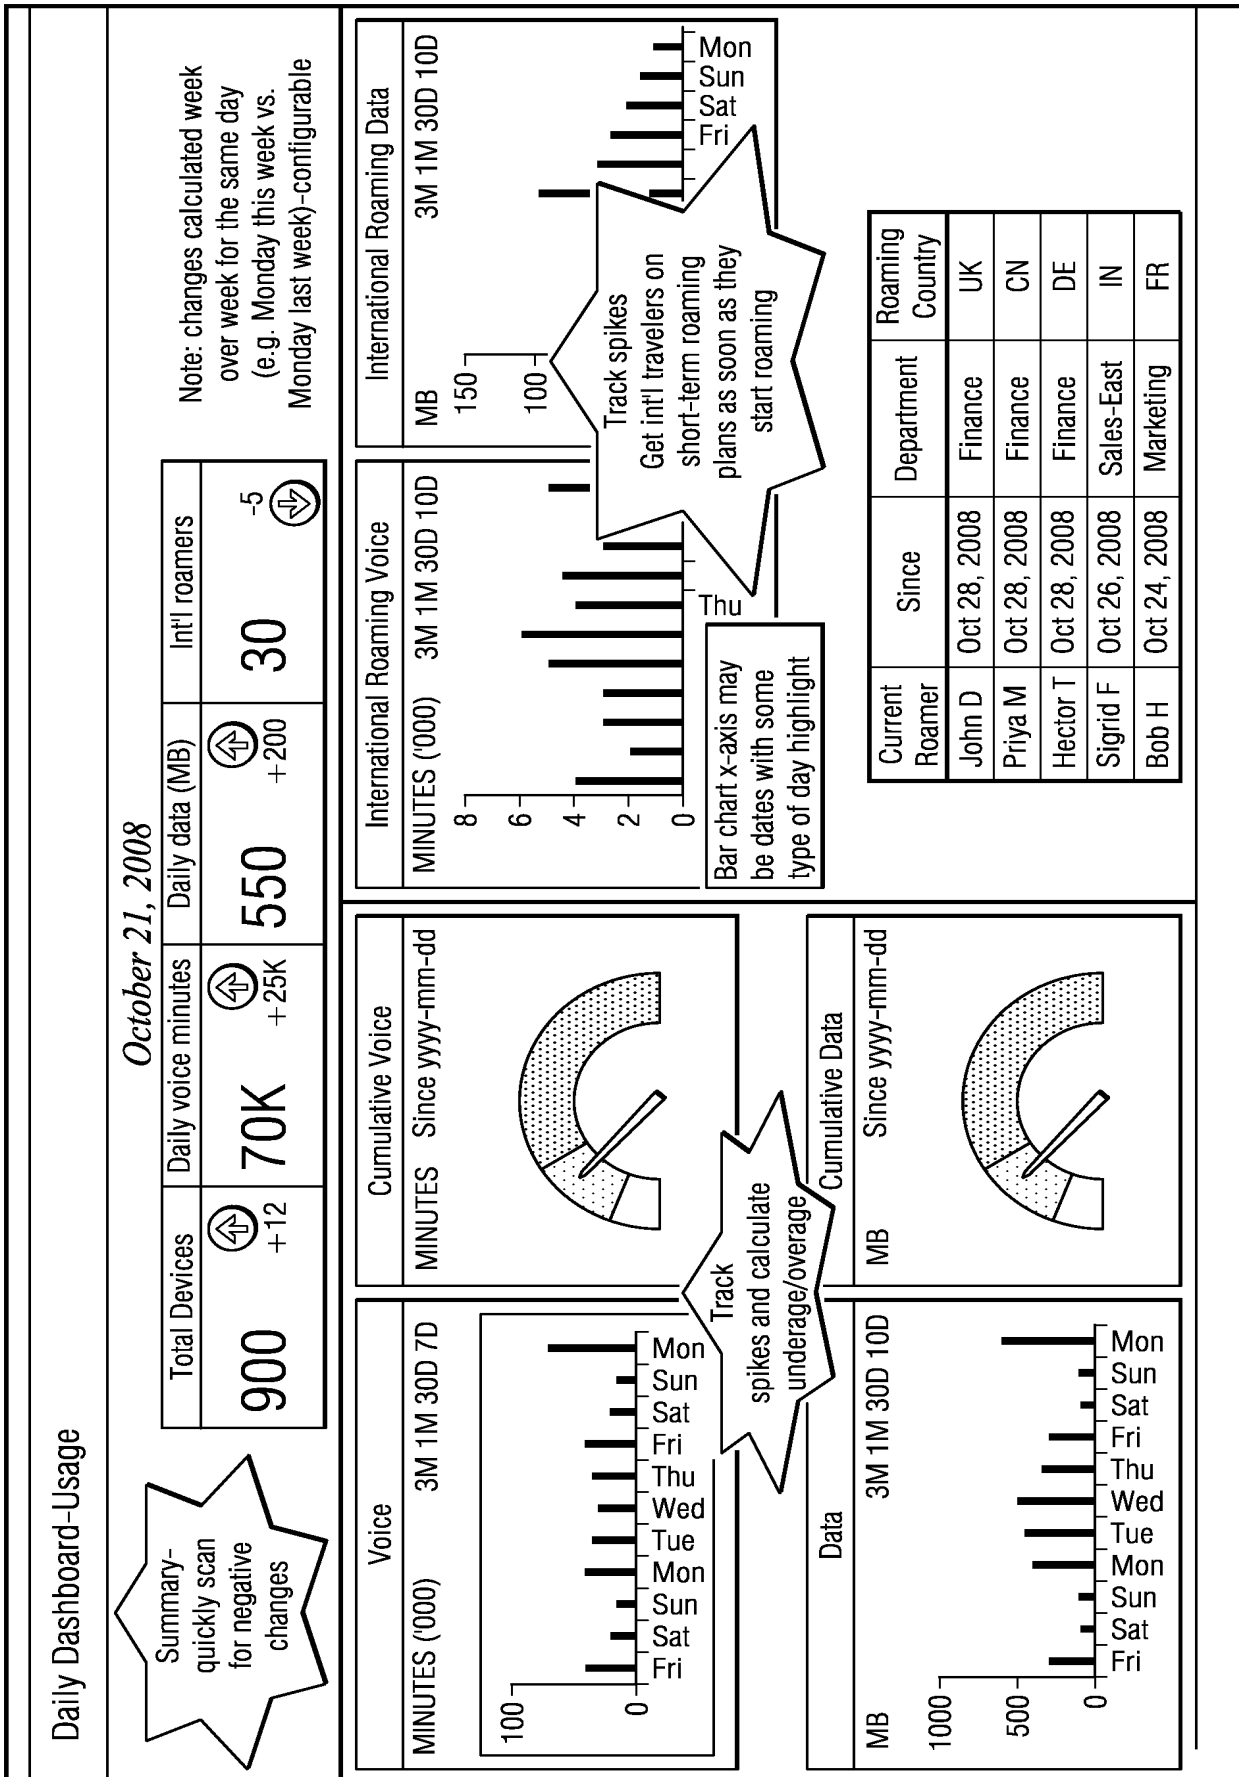 Daily Dashboard-Usage
October 21, 2008
Summary-
quickly scan
for negative
changes
Total Devices
900
+12
Daily voice minutes
70K
+25K
Daily data (MB)
550
+200
Int'l roamers
30
-5
Note: changes calculated week
over week for the same day
(e.g. Monday this week vs.
Monday last week)-configurable
Voice
MINUTES ('000)
3M 1M 30D 7D
100
0
Fri
Sat
Sun
Mon
Tue
Wed
Thu
Fri
Sat
Sun
Mon
Cumulative Voice
MINUTES
Since yyyy-mm-dd
Track
spikes and calculate
underage/overage
Data
MB
3M 1M 30D 10D
1000
500
0
Fri
Sat
Sun
Mon
Tue
Wed
Thu
Fri
Sat
Sun
Mon
Cumulative Data
MB
Since yyyy-mm-dd
International Roaming Voice
MINUTES ('000)
3M 1M 30D 10D
8
6
4
2
0
Thu
Bar chart x-axis may
be dates with some
type of day highlight
International Roaming Data
MB
3M 1M 30D 10D
150
100
Fri
Sat
Sun
Mon
Track spikes
Get int'l travelers on
short-term roaming
plans as soon as they
start roaming
Current Roamer Since Department Roaming Country
John D Oct 28, 2008 Finance UK
Priya M Oct 28, 2008 Finance CN
Hector T Oct 28, 2008 Finance DE
Sigrid F Oct 26, 2008 Sales-East IN
Bob H Oct 24, 2008 Marketing FR